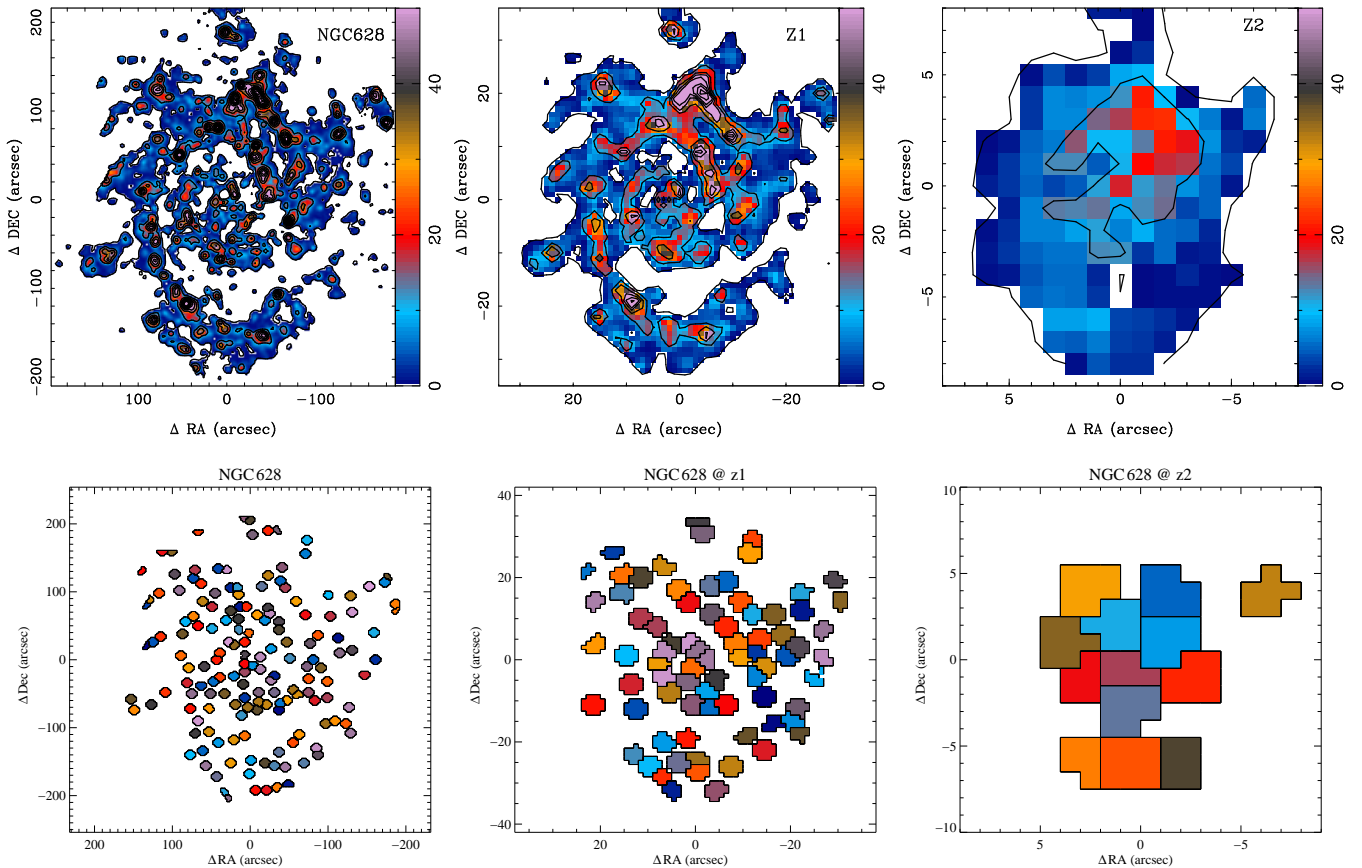 NGC628
Z1
Z2
200
100
0
-100
-200
Δ DEC (arcsec)
100 0 -100
Δ RA (arcsec)
0 20 40
20
0
-20
Δ DEC (arcsec)
20 0 -20
Δ RA (arcsec)
0 20 40
5
0
-5
Δ DEC (arcsec)
5 0 -5
Δ RA (arcsec)
0 20 40
NGC628
200
100
0
-100
-200
ΔDec (arcsec)
200 100 0 -100 -200
ΔRA (arcsec)
NGC628 @ z1
40
20
0
-20
-40
ΔDec (arcsec)
20 0 -20
ΔRA (arcsec)
NGC628 @ z2
10
5
0
-5
-10
ΔDec (arcsec)
5 0 -5
ΔRA (arcsec)